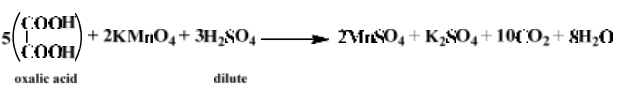 5(COOH
COOH) + 2KMnO₄ + 3H₂SO₄ ⟶ 2MnSO₄ + K₂SO₄ + 10CO₂ + 8H₂O
oxalic acid dilute